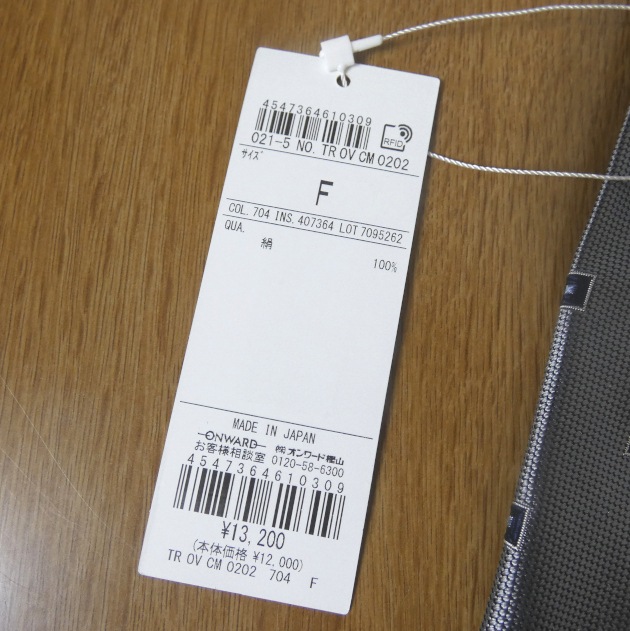 4547364610309
RFID
021-5 NO. TR OV CM 0202
サイズ
F
COL. 704 INS. 407364 LOT 7095262
QUA.
絹 100%
MADE IN JAPAN
ONWARD ㈱オンワード樫山
お客様相談室 0120-58-6300
4547364610309
¥13,200
(本体価格 ¥12,000)
TR OV CM 0202 704 F